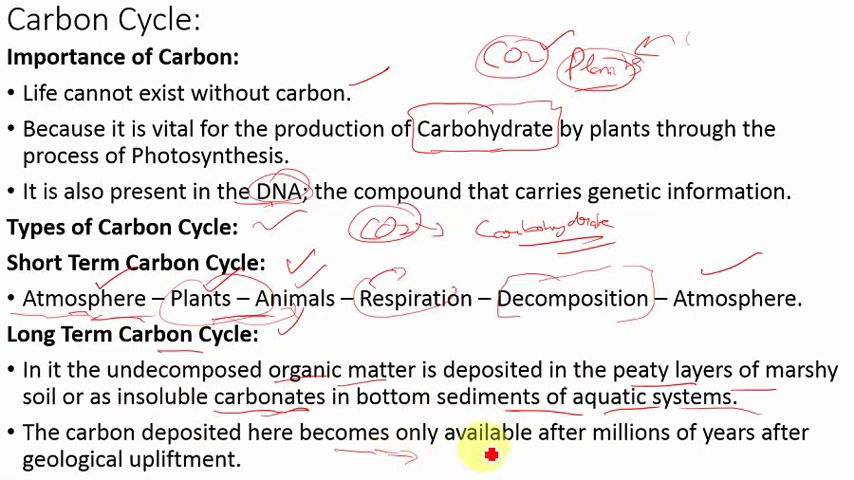 Carbon Cycle:
Importance of Carbon:
CO2 Plants
• Life cannot exist without carbon.
• Because it is vital for the production of Carbohydrate by plants through the
process of Photosynthesis.
• It is also present in the DNA; the compound that carries genetic information.
Types of Carbon Cycle:
CO2 → Carbohydrate
Short Term Carbon Cycle:
• Atmosphere – Plants – Animals – Respiration – Decomposition – Atmosphere.
Long Term Carbon Cycle:
• In it the undecomposed organic matter is deposited in the peaty layers of marshy
soil or as insoluble carbonates in bottom sediments of aquatic systems.
• The carbon deposited here becomes only available after millions of years after
geological upliftment.